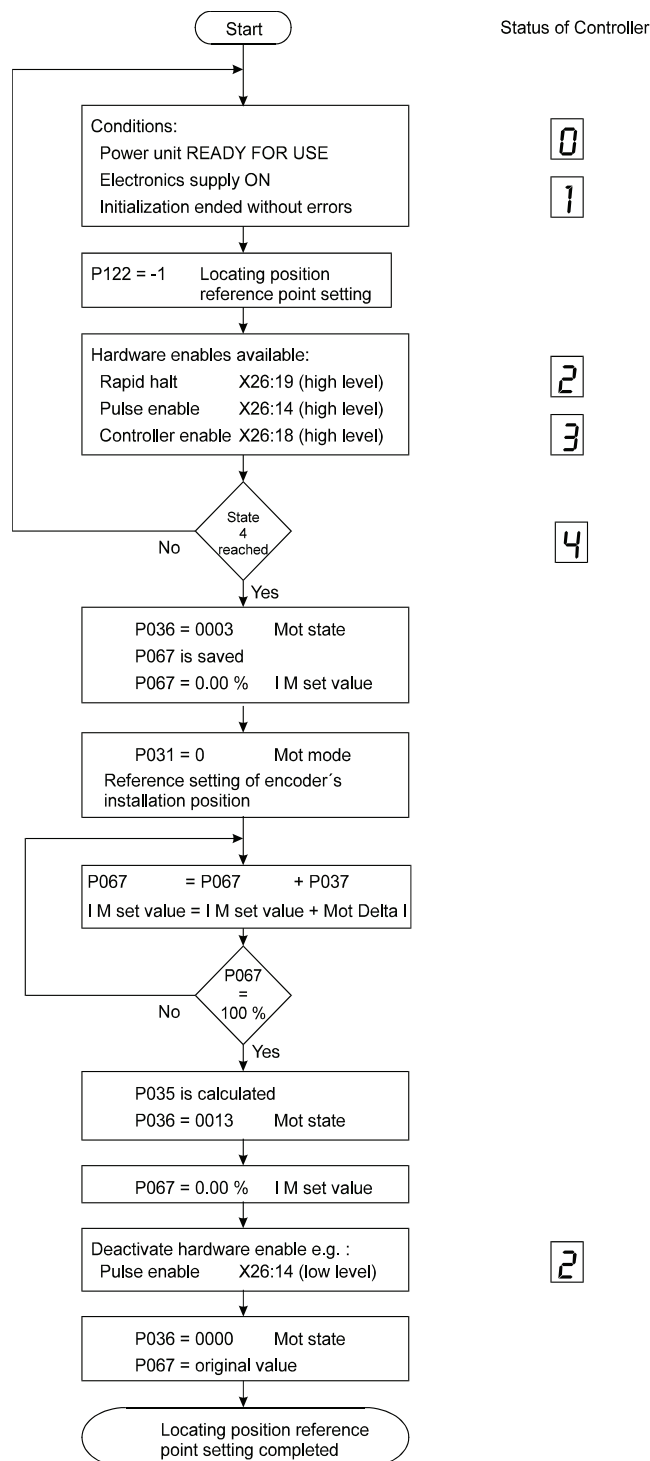 Start
Status of Controller
Conditions:
Power unit READY FOR USE
Electronics supply ON
Initialization ended without errors
0
1
P122 = -1 Locating position
reference point setting
Hardware enables available:
Rapid halt X26:19 (high level)
Pulse enable X26:14 (high level)
Controller enable X26:18 (high level)
2
3
State
4
reached
No
4
Yes
P036 = 0003 Mot state
P067 is saved
P067 = 0.00 % I M set value
P031 = 0 Mot mode
Reference setting of encoder´s
installation position
P067 = P067 + P037
I M set value = I M set value + Mot Delta I
P067
=
100 %
No
Yes
P035 is calculated
P036 = 0013 Mot state
P067 = 0.00 % I M set value
Deactivate hardware enable e.g. :
Pulse enable X26:14 (low level)
2
P036 = 0000 Mot state
P067 = original value
Locating position reference
point setting completed